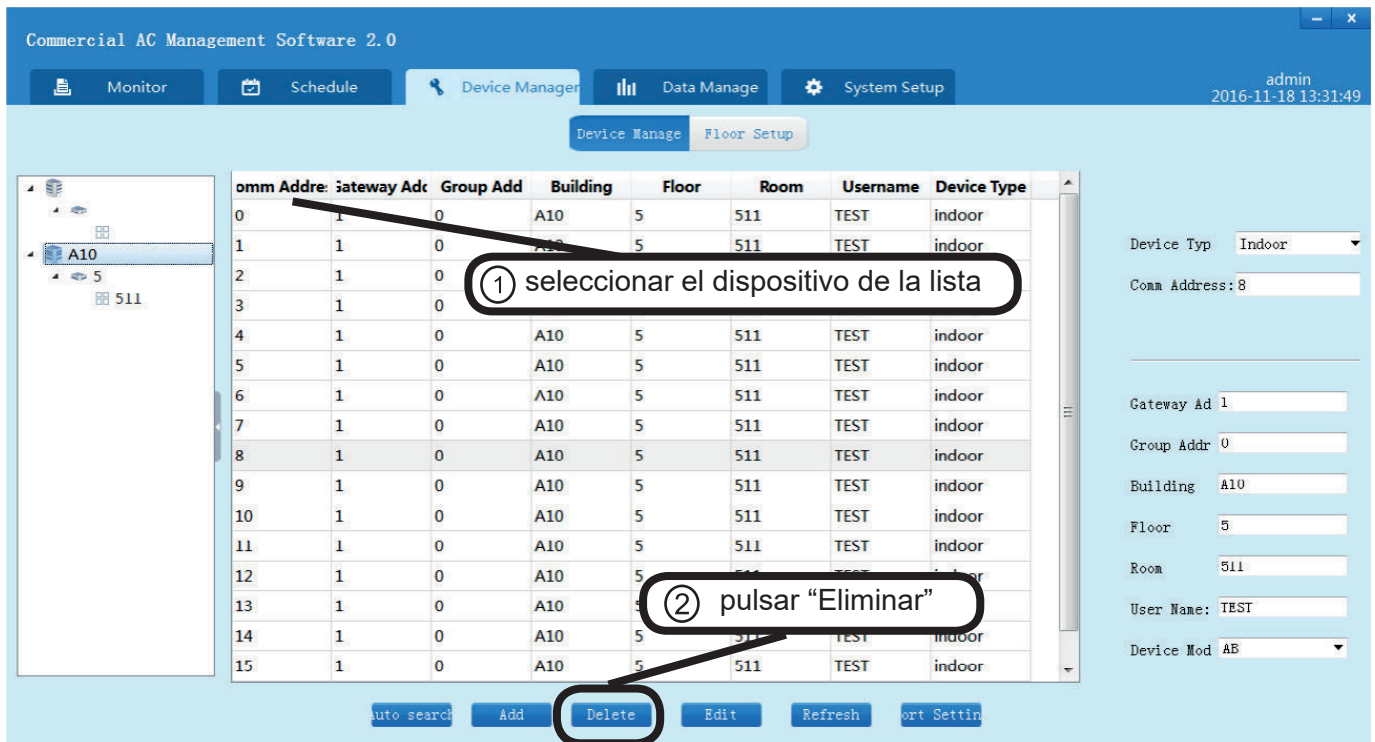 Commercial AC Management Software 2.0
Monitor Schedule Device Manager Data Manage System Setup admin
2016-11-18 13:31:49
Device Manage Floor Setup
omm Addre: Gateway Adc Group Add Building Floor Room Username Device Type
0 1 0 A10 5 511 TEST indoor
1 1 0 A10 5 511 TEST indoor
2 1 0
3 1 0
4 1 0 A10 5 511 TEST indoor
5 1 0 A10 5 511 TEST indoor
6 1 0 A10 5 511 TEST indoor
7 1 0 A10 5 511 TEST indoor
8 1 0 A10 5 511 TEST indoor
9 1 0 A10 5 511 TEST indoor
10 1 0 A10 5 511 TEST indoor
11 1 0 A10 5 511 TEST indoor
12 1 0 A10 5
13 1 0 A10
14 1 0 A10 5 511 TEST indoor
15 1 0 A10 5 511 TEST indoor
A10
5
511
1 seleccionar el dispositivo de la lista
2 pulsar “Eliminar”
Device Typ Indoor
Comm Address: 8
Gateway Ad 1
Group Addr 0
Building A10
Floor 5
Room 511
User Name: TEST
Device Mod AB
Auto search Add Delete Edit Refresh ort Settin